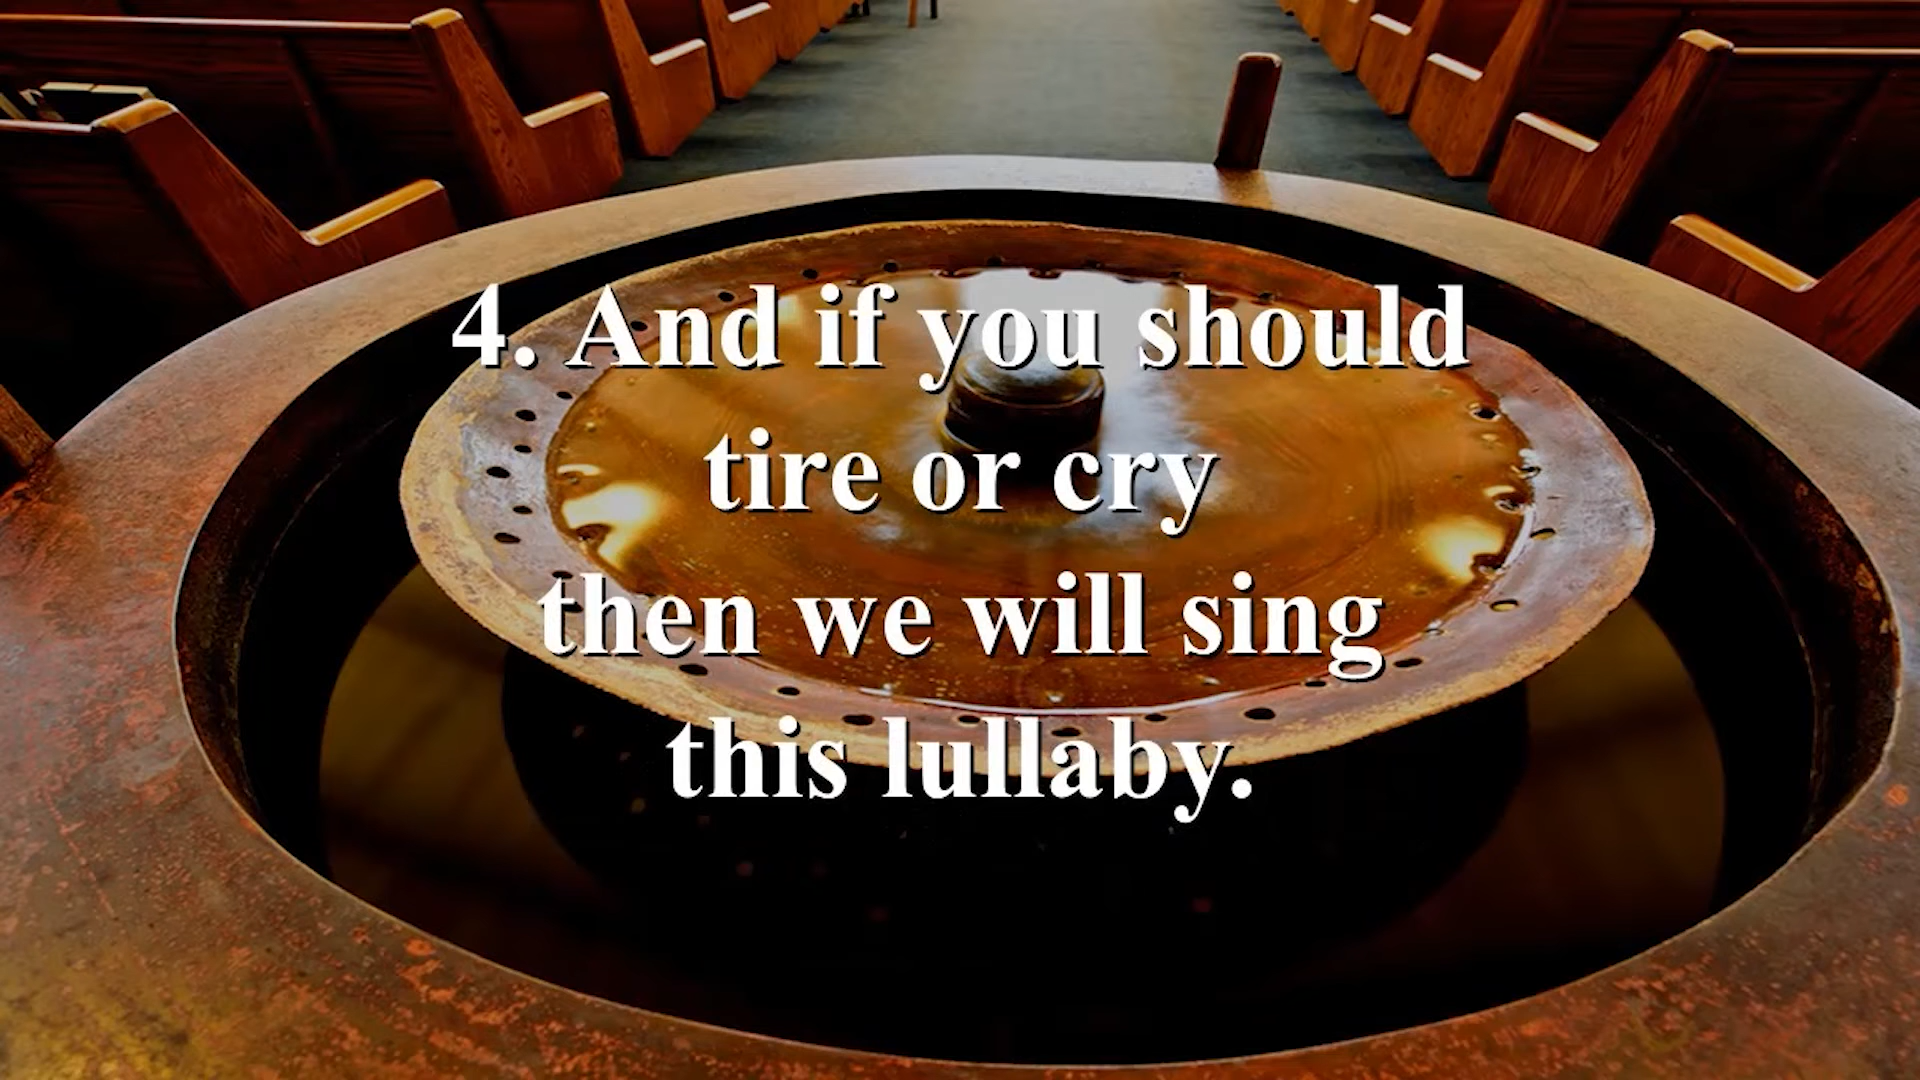 4. And if you should
tire or cry
then we will sing
this lullaby.